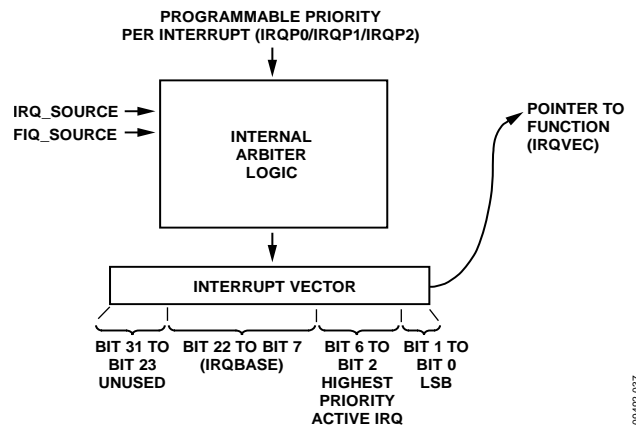 PROGRAMMABLE PRIORITY
PER INTERRUPT (IRQP0/IRQP1/IRQP2)
IRQ_SOURCE
FIQ_SOURCE
INTERNAL
ARBITER
LOGIC
POINTER TO
FUNCTION
(IRQVEC)
INTERRUPT VECTOR
BIT 31 TO
BIT 23
UNUSED
BIT 22 TO BIT 7
(IRQBASE)
BIT 6 TO
BIT 2
HIGHEST
PRIORITY
ACTIVE IRQ
BIT 1 TO
BIT 0
LSB